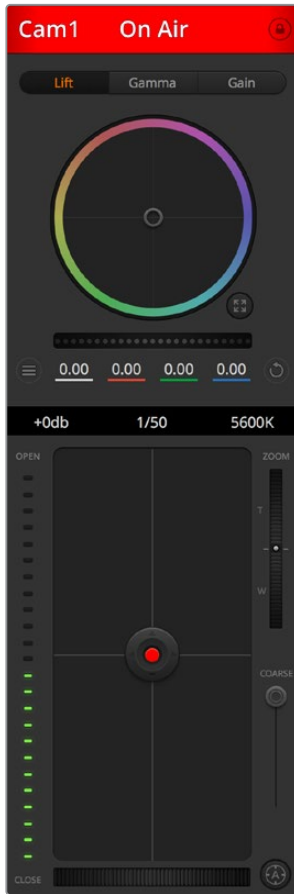 Cam1 On Air
Lift Gamma Gain
0.00 0.00 0.00 0.00
+0db 1/50 5600K
OPEN ZOOM
T
W
COARSE
CLOSE A